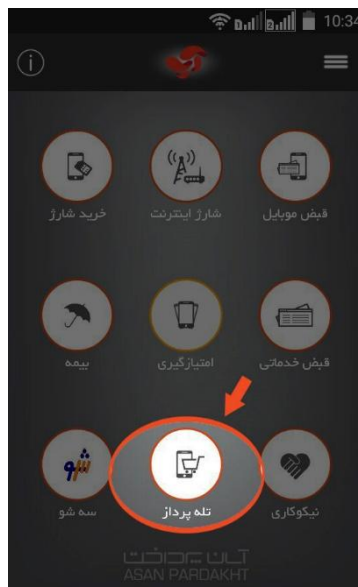 10:34
قبض موبایل
شارژ اینترنت
خرید شارژ
قبض خدماتی
امتیازگیری
بیمه
نیکوکاری
تله پرداز
سه شو
آسان پرداخت
ASAN PARDAKHT